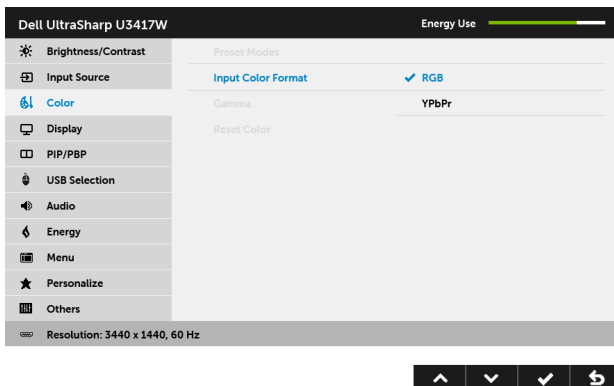 Dell UltraSharp U3417W Energy Use
Brightness/Contrast Preset Modes
Input Source Input Color Format RGB
Color Gamma YPbPr
Display Reset Color
PIP/PBP
USB Selection
Audio
Energy
Menu
Personalize
Others
Resolution: 3440 x 1440, 60 Hz